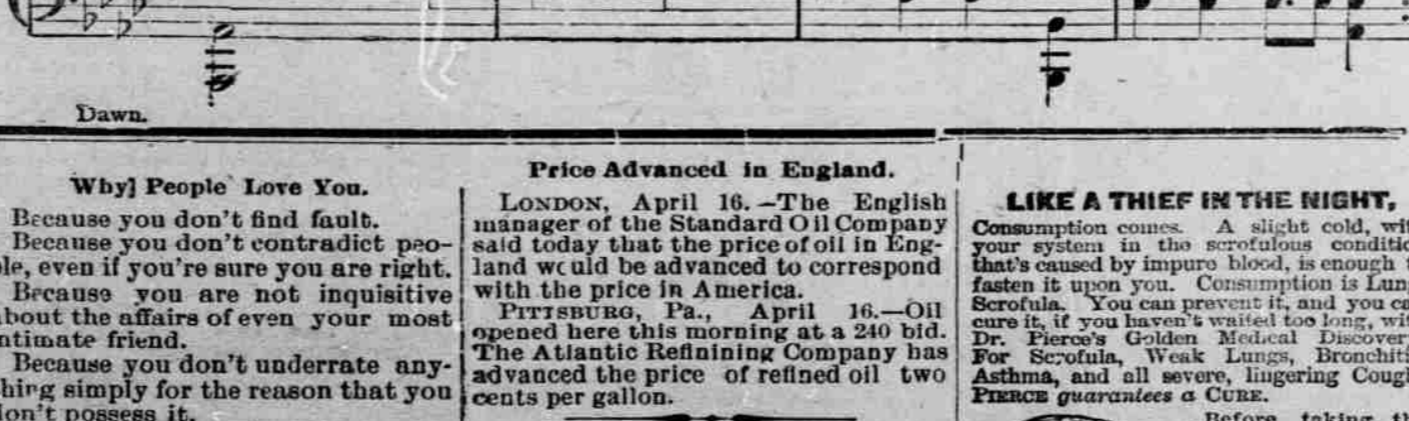 Dawn.
Why] People Love You.
Because you don't find fault.
Because you don't contradict peo-
le, even if you're sure you are right.
Because you are not inquisitive
bout the affairs of even your most
ntimate friend.
Because you don't underrate any-
hing simply for the reason that you
on't possess it.
Price Advanced in England.
LONDON, April 16.—The English
manager of the Standard Oil Company
said today that the price of oil in Eng-
land would be advanced to correspond
with the price in America.
PITTSBURG, Pa., April 16.—Oil
opened here this morning at a 240 bid.
The Atlantic Refinining Company has
advanced the price of refined oil two
cents per gallon.
LIKE A THIEF IN THE NIGHT,
Consumption comes. A slight cold, wit
your system in the scrofulous conditio
that's caused by impure blood, is enough t
fasten it upon you. Consumption is Lung
Scrofula. You can prevent it, and you ca
cure it, if you haven't waited too long, wit
Dr. Pierce's Golden Medical Discover
For Scrofula, Weak Lungs, Bronchiti
Asthma, and all severe, lingering Cough
PIERCE guarantees a CURE.
Before taking th